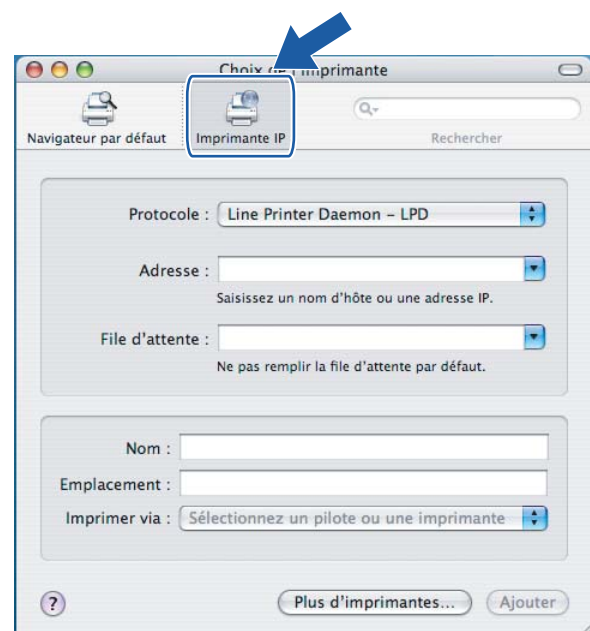 Choix de l'imprimante
Navigateur par défaut
Imprimante IP
Rechercher
Protocole : Line Printer Daemon – LPD
Adresse :
Saisissez un nom d'hôte ou une adresse IP.
File d'attente :
Ne pas remplir la file d'attente par défaut.
Nom :
Emplacement :
Imprimer via : Sélectionnez un pilote ou une imprimante
? Plus d'imprimantes... Ajouter